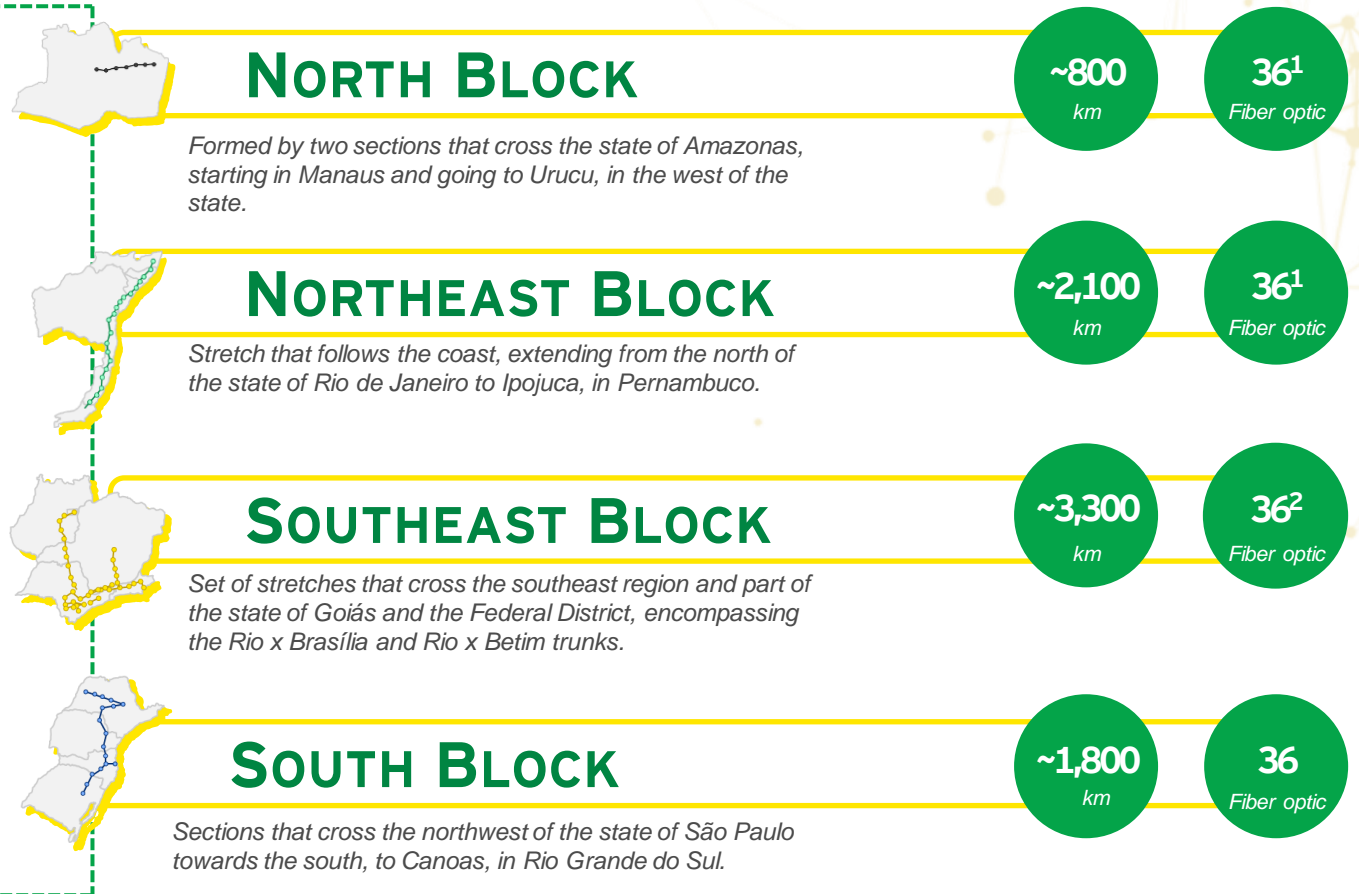 NORTH BLOCK
~800
km
36¹
Fiber optic
Formed by two sections that cross the state of Amazonas,
starting in Manaus and going to Urucu, in the west of the
state.
NORTHEAST BLOCK
~2,100
km
36¹
Fiber optic
Stretch that follows the coast, extending from the north of
the state of Rio de Janeiro to Ipojuca, in Pernambuco.
SOUTHEAST BLOCK
~3,300
km
36²
Fiber optic
Set of stretches that cross the southeast region and part of
the state of Goiás and the Federal District, encompassing
the Rio x Brasília and Rio x Betim trunks.
SOUTH BLOCK
~1,800
km
36
Fiber optic
Sections that cross the northwest of the state of São Paulo
towards the south, to Canoas, in Rio Grande do Sul.